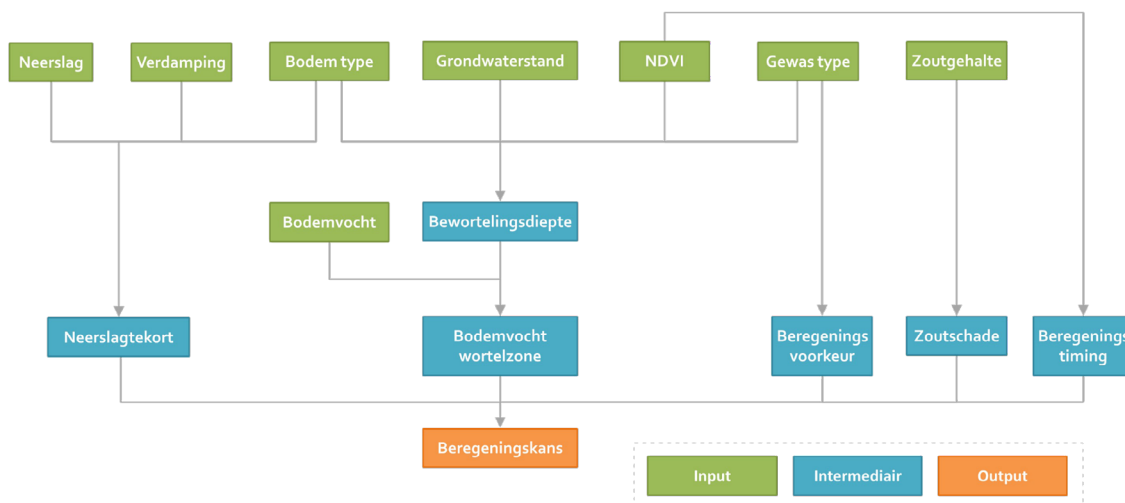 Neerslag
Verdamping
Bodem type
Grondwaterstand
NDVI
Gewas type
Zoutgehalte
Bodemvocht
Bewortelingsdiepte
Neerslagtekort
Bodemvocht
wortelzone
Beregenings
voorkeur
Zoutschade
Beregenings
timing
Beregeningskans
Input
Intermediair
Output